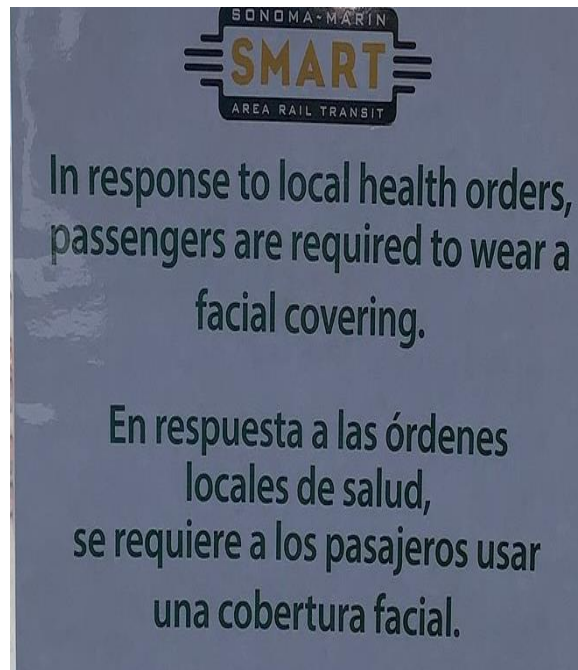 SONOMA-MARIN
SMART
AREA RAIL TRANSIT
In response to local health orders,
passengers are required to wear a
facial covering.
En respuesta a las órdenes
locales de salud,
se requiere a los pasajeros usar
una cobertura facial.